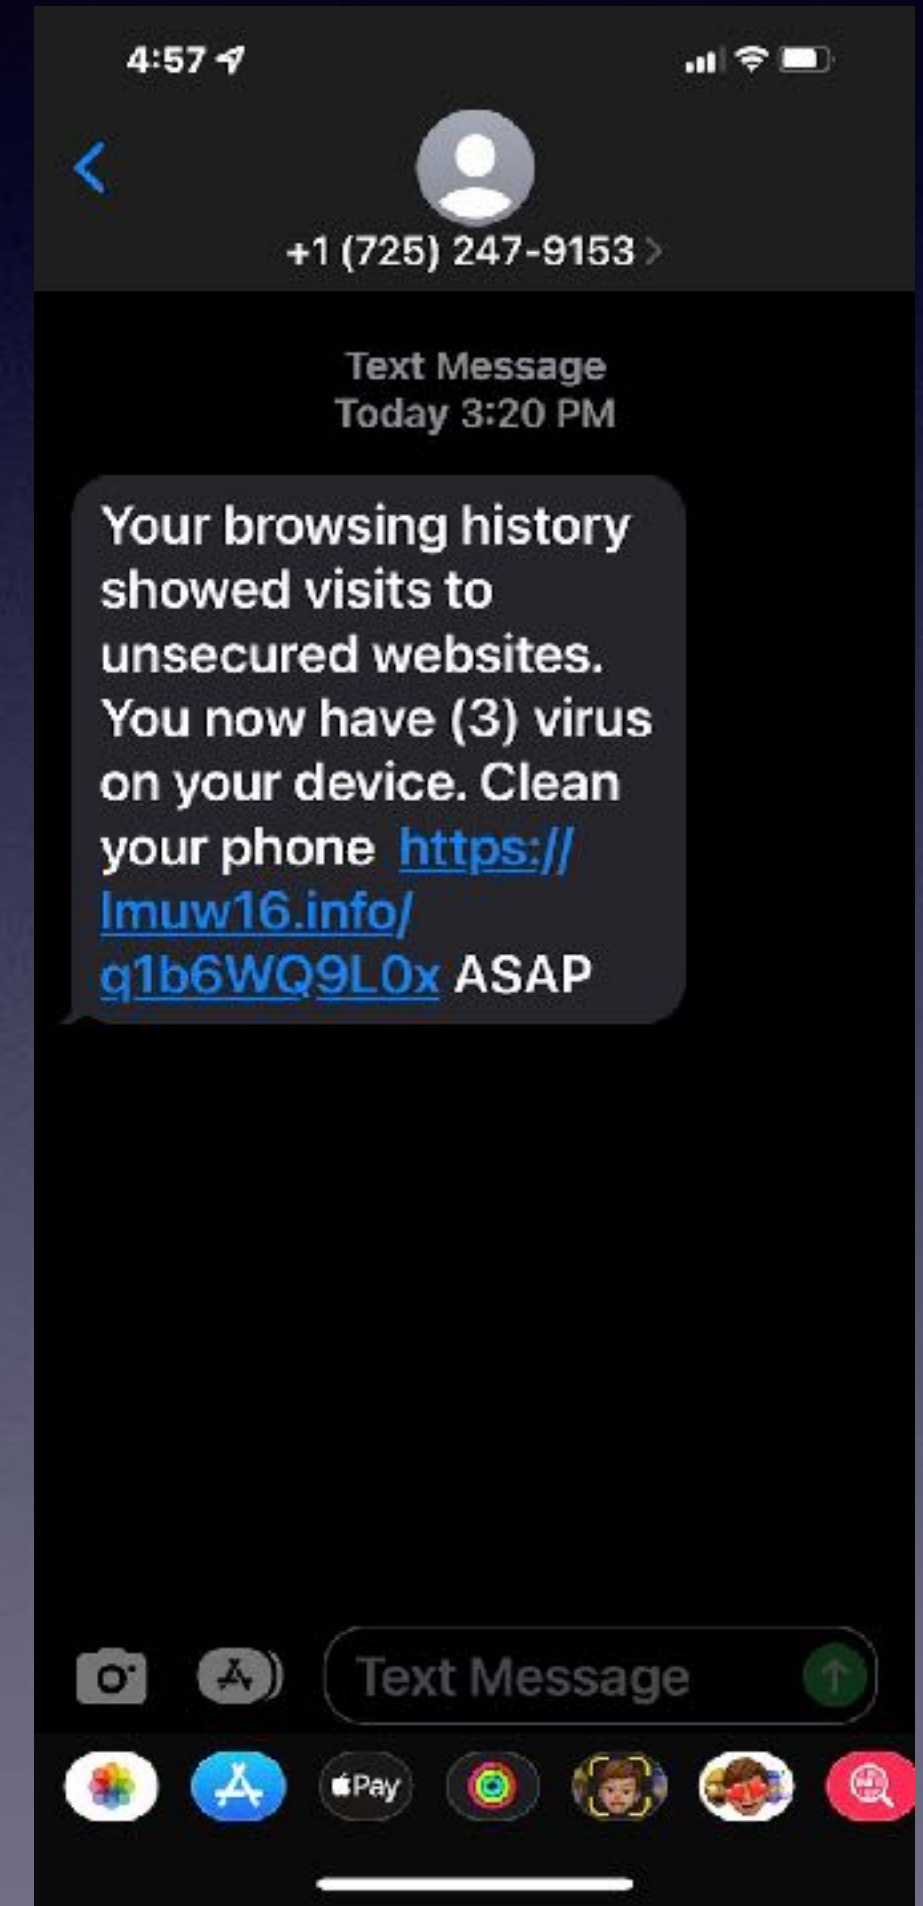 4:57
+1 (725) 247-9153
Text Message
Today 3:20 PM
Your browsing history
showed visits to
unsecured websites.
You now have (3) virus
on your device. Clean
your phone https://
lmuw16.info/
q1b6WQ9L0x ASAP
Text Message
Pay